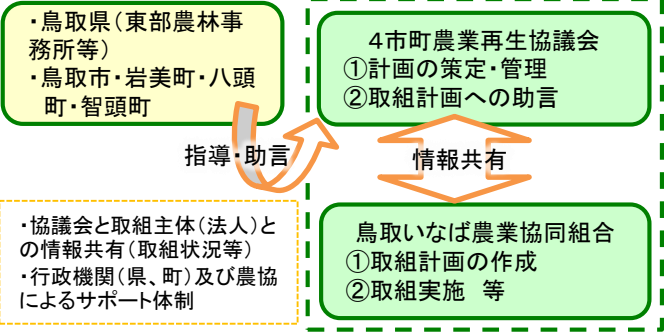 ・鳥取県(東部農林事
務所等)
・鳥取市・岩美町・八頭
町・智頭町
4市町農業再生協議会
①計画の策定・管理
②取組計画への助言
指導・助言
情報共有
・協議会と取組主体(法人)と
の情報共有(取組状況等)
・行政機関(県、町)及び農協
によるサポート体制
鳥取いなば農業協同組合
①取組計画の作成
②取組実施 等